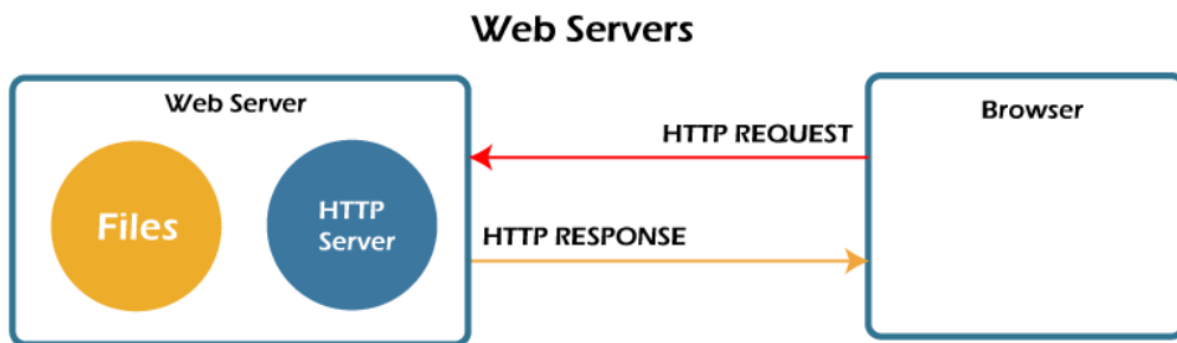 Web Servers
Web Server
Files
HTTP
Server
HTTP REQUEST
HTTP RESPONSE
Browser